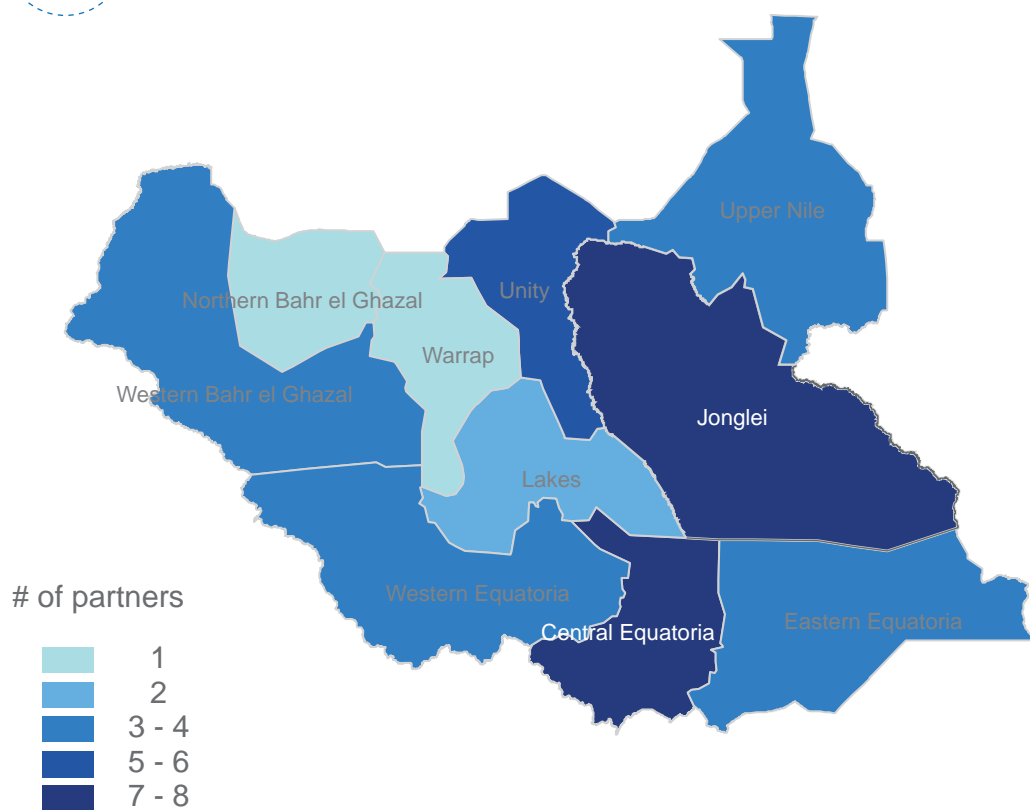 Upper Nile
Northern Bahr el Ghazal
Unity
Warrap
Western Bahr el Ghazal
Jonglei
Lakes
Western Equatoria
Central Equatoria
Eastern Equatoria
# of partners
1
2
3 - 4
5 - 6
7 - 8